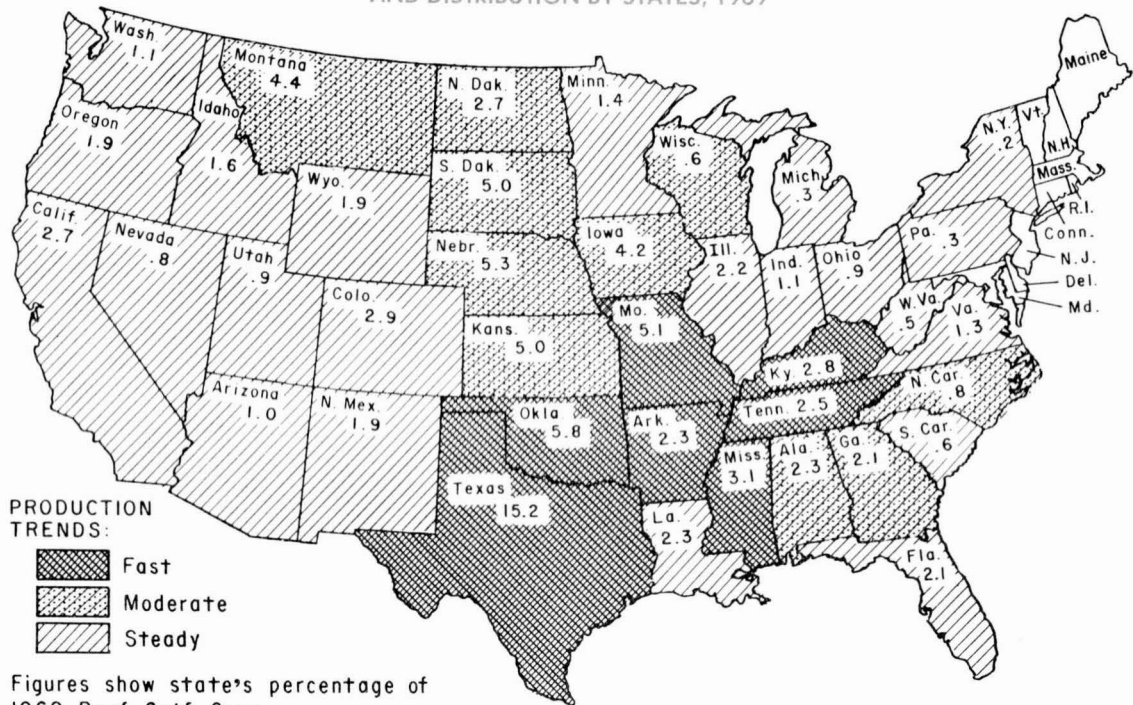 AND DISTRIBUTION BY STATES, 1969
Wash.
1.1
Montana
4.4
N. Dak.
2.7
Minn.
1.4
Maine
Oregon
1.9
Idaho
1.6
S. Dak.
5.0
Wisc.
.6
Mich.
.3
N.Y.
.2
Vt.
N.H.
Mass.
R.I.
Conn.
N.J.
Del.
Md.
Wyo.
1.9
Calif.
2.7
Nevada
.8
Utah
.9
Nebr.
5.3
Iowa
4.2
Ill.
2.2
Ind.
1.1
Ohio
.9
Pa.
.3
W.Va.
.5
Va.
1.3
Colo.
2.9
Kans.
5.0
Mo.
5.1
Ky. 2.8
N. Car.
.8
Arizona
1.0
N. Mex.
1.9
Okla.
5.8
Ark.
2.3
Tenn. 2.5
S. Car.
.6
Texas
15.2
La.
2.3
Miss.
3.1
Ala.
2.3
Ga.
2.1
Fla.
2.1
PRODUCTION
TRENDS:
Fast
Moderate
Steady
Figures show state's percentage of
1969 Beef Calf Crop